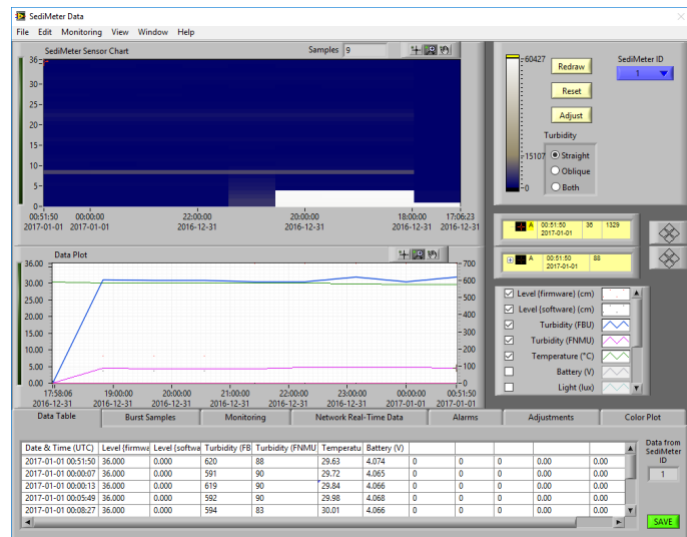 SediMeter Data
File Edit Monitoring View Window Help
SediMeter Sensor Chart Samples 9
36
30
25
20
15
10
5
0
00:51:50 00:00:00 22:00:00 20:00:00 18:00:00 17:06:23
2017-01-01 2017-01-01 2016-12-31 2016-12-31 2016-12-31 2016-12-31
60427
15107
0
Redraw
Reset
Adjust
SediMeter ID
1
Turbidity
Straight
Oblique
Both
A 00:51:50 36 1329
2017-01-01
A 00:51:50 88
2017-01-01
Data Plot
36.00
30.00
25.00
20.00
15.00
10.00
5.00
0.00
700
600
500
400
300
200
100
0
17:58:06 19:00:00 20:00:00 21:00:00 22:00:00 23:00:00 00:00:00 00:51:50
2016-12-31 2016-12-31 2016-12-31 2016-12-31 2016-12-31 2016-12-31 2017-01-01 2017-01-01
Level (firmware) (cm)
Level (software) (cm)
Turbidity (FBU)
Turbidity (FNMU)
Temperature (°C)
Battery (V)
Light (lux)
Data Table Burst Samples Monitoring Network Real-Time Data Alarms Adjustments Color Plot
Date & Time (UTC) Level (firmwa Level (softwa Turbidity (FB Turbidity (FNMU Temperatu Battery (V)
2017-01-01 00:51:50 36.000 0.000 620 88 29.63 4.074 0 0 0 0.00 0.00
2017-01-01 00:00:07 36.000 0.000 591 90 29.72 4.065 0 0 0 0.00 0.00
2017-01-01 00:00:13 36.000 0.000 619 90 29.84 4.066 0 0 0 0.00 0.00
2017-01-01 00:05:49 36.000 0.000 592 90 29.98 4.068 0 0 0 0.00 0.00
2017-01-01 00:08:27 36.000 0.000 594 83 30.01 4.066 0 0 0 0.00 0.00
Data from
SediMeter
ID
1
SAVE